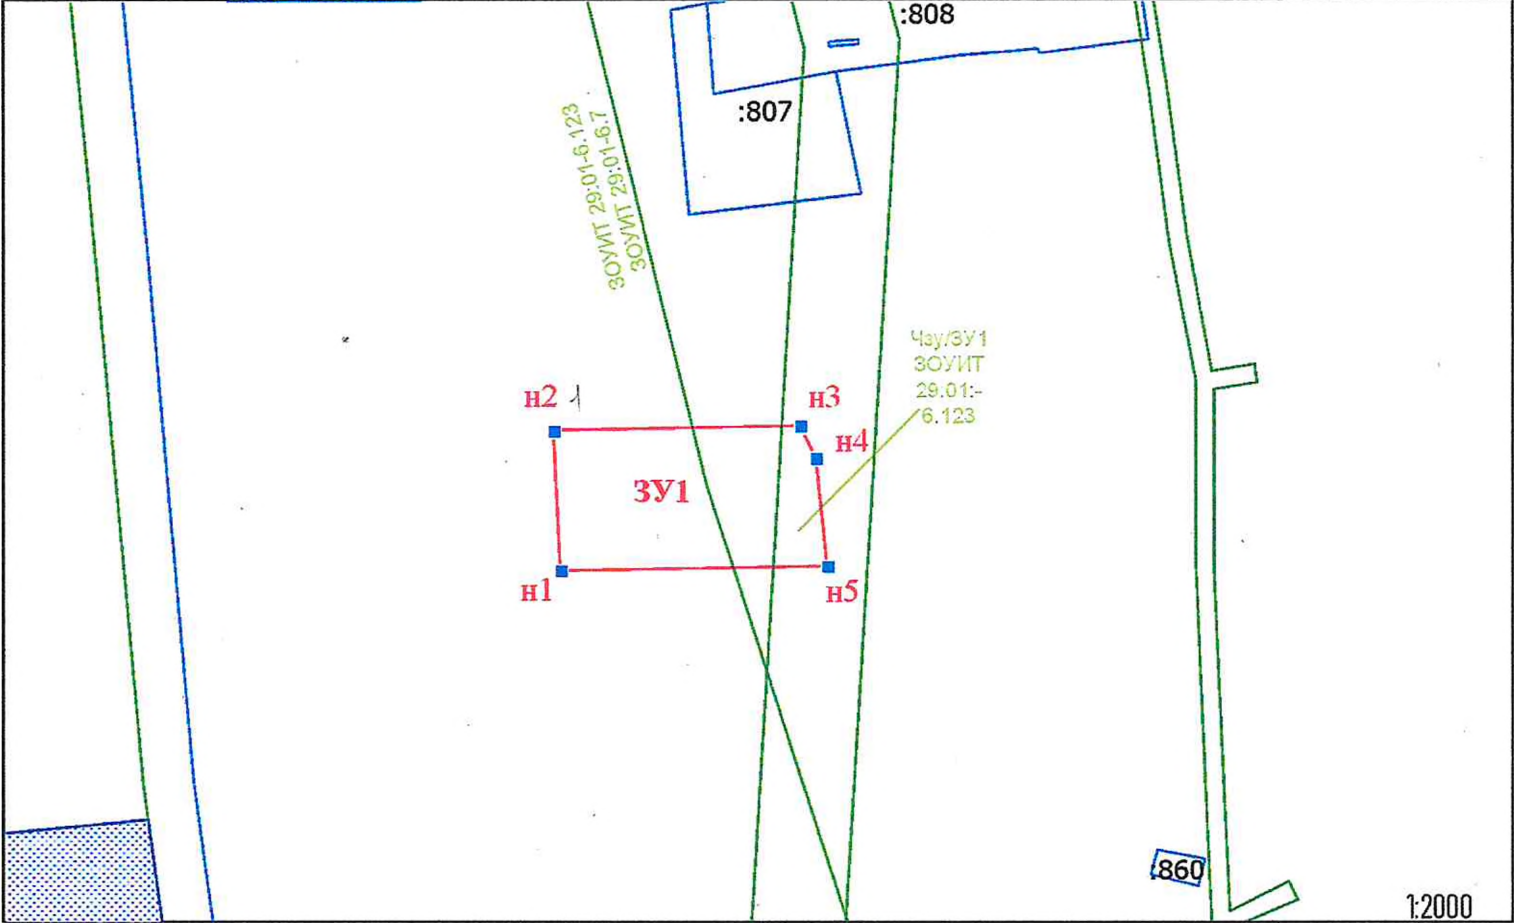 :808
:807
ЗОУИТ 29:01-6.123
ЗОУИТ 29:01-6.7
Чзу/ЗУ1
ЗОУИТ
29.01:-
6.123
н2 1
н3
н4
ЗУ1
н1
н5
:860
1:2000